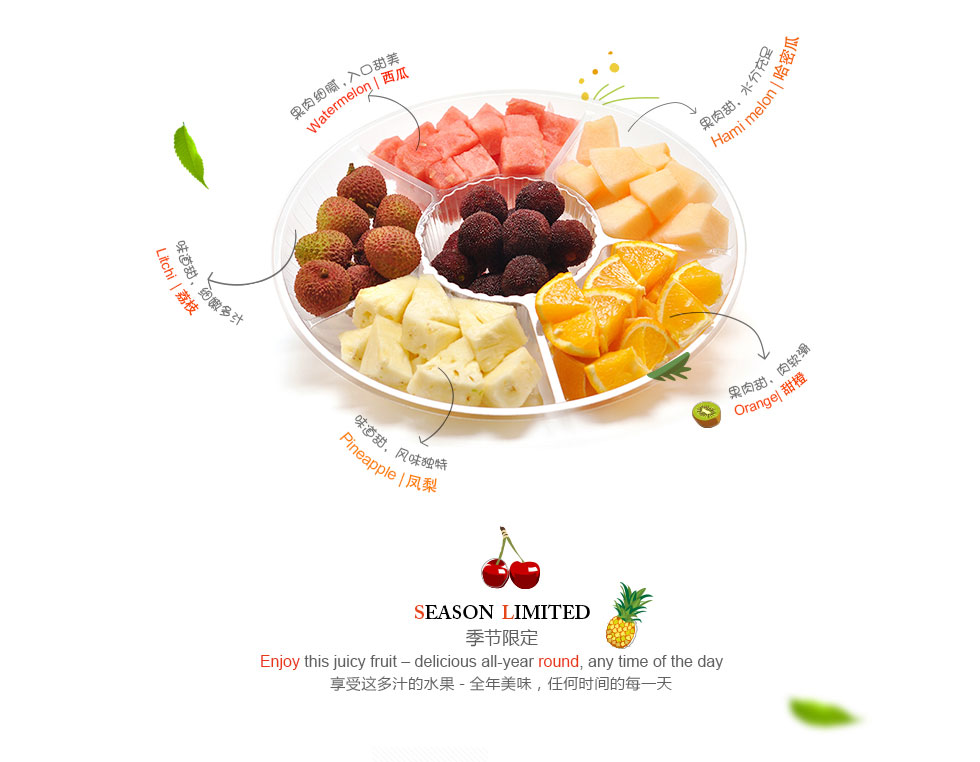 果肉细嫩,入口甜美
Watermelon | 西瓜
果肉甜、水分充足
Hami melon | 哈密瓜
味道甜、细嫩多汁
Litchi | 荔枝
果肉甜、肉软滑
Orange| 甜橙
味道甜、风味独特
Pineapple | 凤梨
SEASON LIMITED
季节限定
Enjoy this juicy fruit – delicious all-year round, any time of the day
享受这多汁的水果 - 全年美味，任何时间的每一天